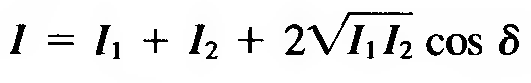 I = I₁ + I₂ + 2√I₁I₂ cos δ